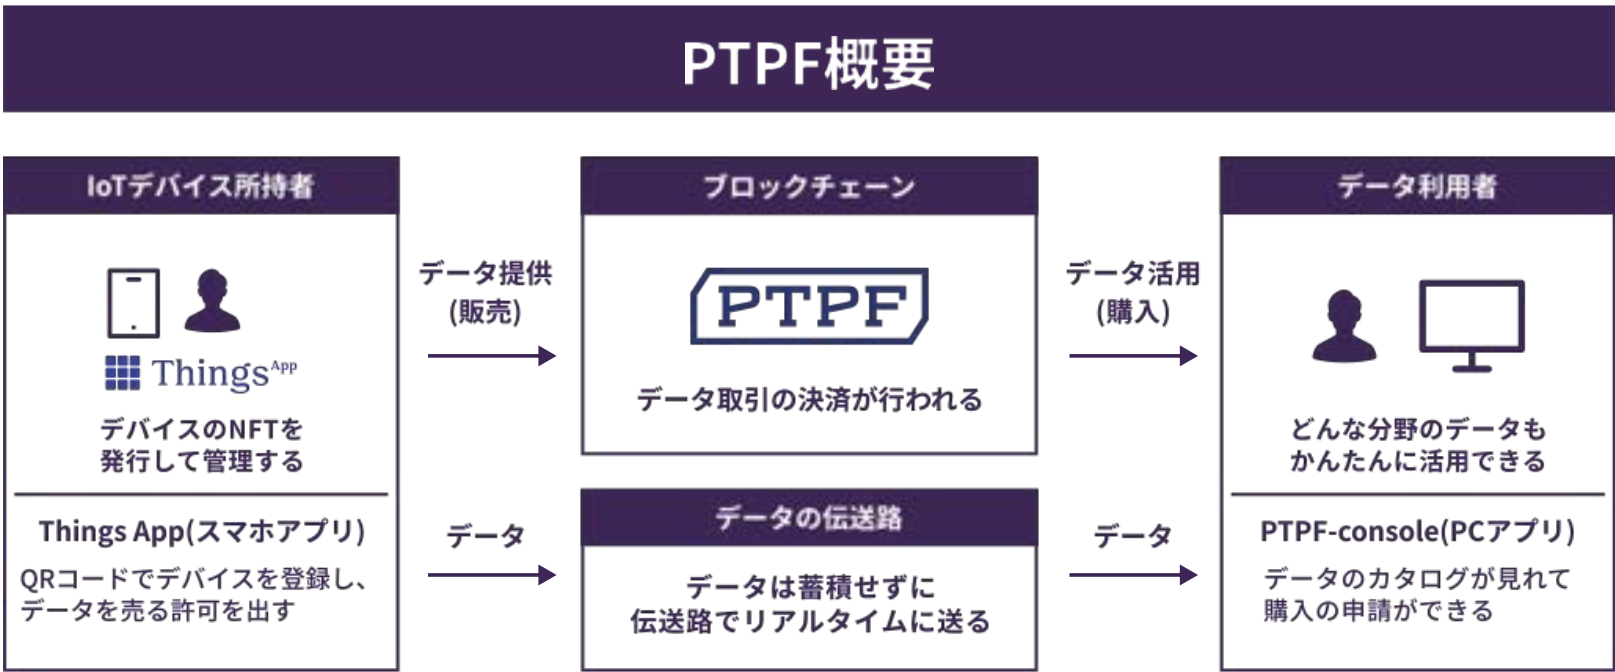 PTPF概要
IoTデバイス所持者
Things App
デバイスのNFTを
発行して管理する
Things App(スマホアプリ)
QRコードでデバイスを登録し、
データを売る許可を出す
データ提供
(販売)
データ
ブロックチェーン
PTPF
データ取引の決済が行われる
データの伝送路
データは蓄積せずに
伝送路でリアルタイムに送る
データ活用
(購入)
データ
データ利用者
どんな分野のデータも
かんたんに活用できる
PTPF-console(PCアプリ)
データのカタログが見れて
購入の申請ができる